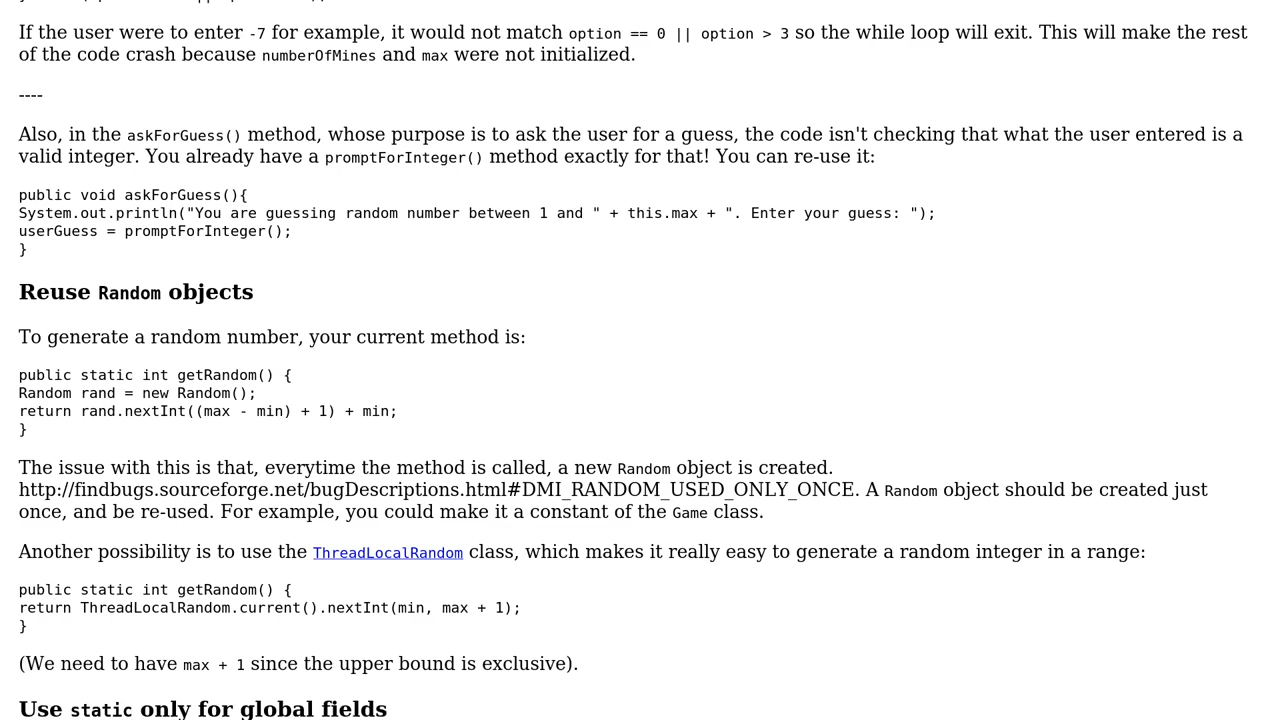 If the user were to enter -7 for example, it would not match option == 0 || option > 3 so the while loop will exit. This will make the rest
of the code crash because numberOfMines and max were not initialized.
----
Also, in the askForGuess() method, whose purpose is to ask the user for a guess, the code isn't checking that what the user entered is a
valid integer. You already have a promptForInteger() method exactly for that! You can re-use it:
public void askForGuess(){
System.out.println("You are guessing random number between 1 and " + this.max + ". Enter your guess: ");
userGuess = promptForInteger();
}
Reuse Random objects
To generate a random number, your current method is:
public static int getRandom() {
Random rand = new Random();
return rand.nextInt((max - min) + 1) + min;
}
The issue with this is that, everytime the method is called, a new Random object is created.
http://findbugs.sourceforge.net/bugDescriptions.html#DMI_RANDOM_USED_ONLY_ONCE. A Random object should be created just
once, and be re-used. For example, you could make it a constant of the Game class.
Another possibility is to use the ThreadLocalRandom class, which makes it really easy to generate a random integer in a range:
public static int getRandom() {
return ThreadLocalRandom.current().nextInt(min, max + 1);
}
(We need to have max + 1 since the upper bound is exclusive).
Use static only for global fields